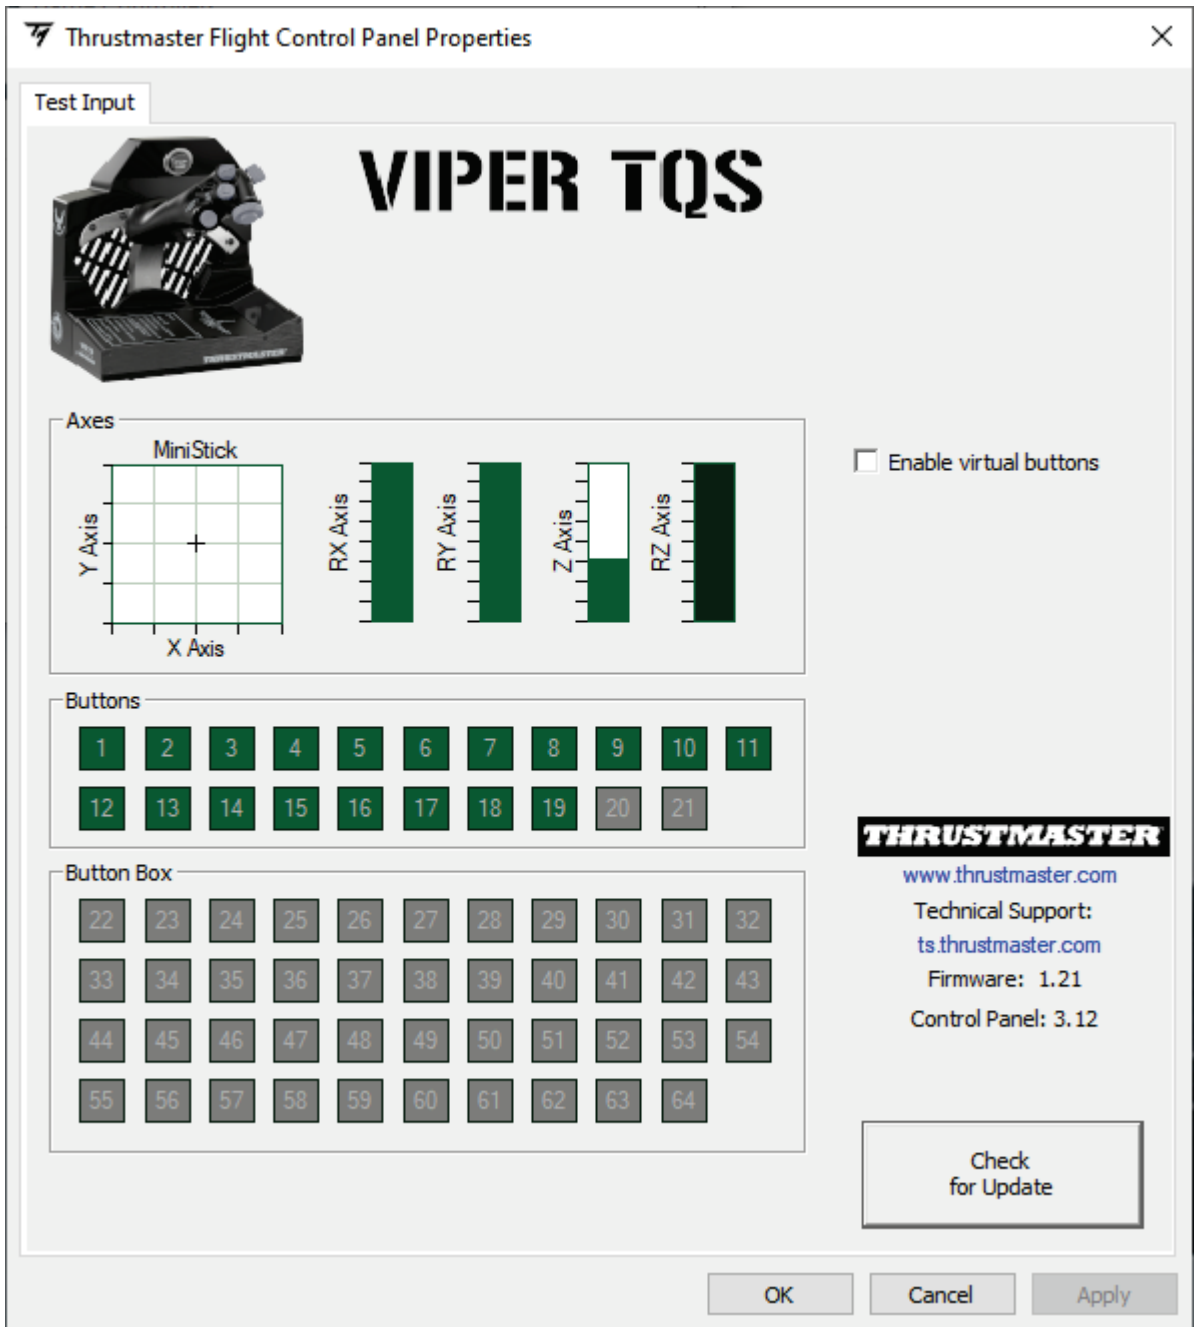 Thrustmaster Flight Control Panel Properties
Test Input
VIPER TQS
THRUSTMASTER
Axes
MiniStick
Y Axis
X Axis
RX Axis
RY Axis
Z Axis
RZ Axis
Enable virtual buttons
Buttons
1 2 3 4 5 6 7 8 9 10 11
12 13 14 15 16 17 18 19 20 21
Button Box
22 23 24 25 26 27 28 29 30 31 32
33 34 35 36 37 38 39 40 41 42 43
44 45 46 47 48 49 50 51 52 53 54
55 56 57 58 59 60 61 62 63 64
THRUSTMASTER
www.thrustmaster.com
Technical Support:
ts.thrustmaster.com
Firmware: 1.21
Control Panel: 3.12
Check
for Update
OK
Cancel
Apply